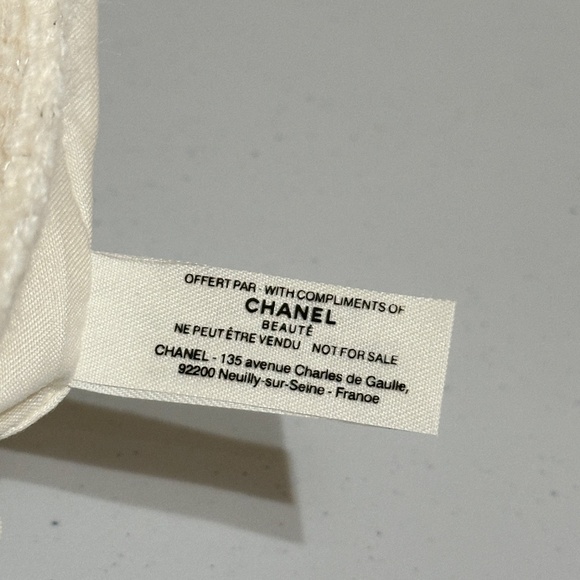 OFFERT PAR - WITH COMPLIMENTS OF
CHANEL
BEAUTÉ
NE PEUT ÊTRE VENDU NOT FOR SALE
CHANEL - 135 avenue Charles de Gaulle,
92200 Neuilly-sur-Seine - France